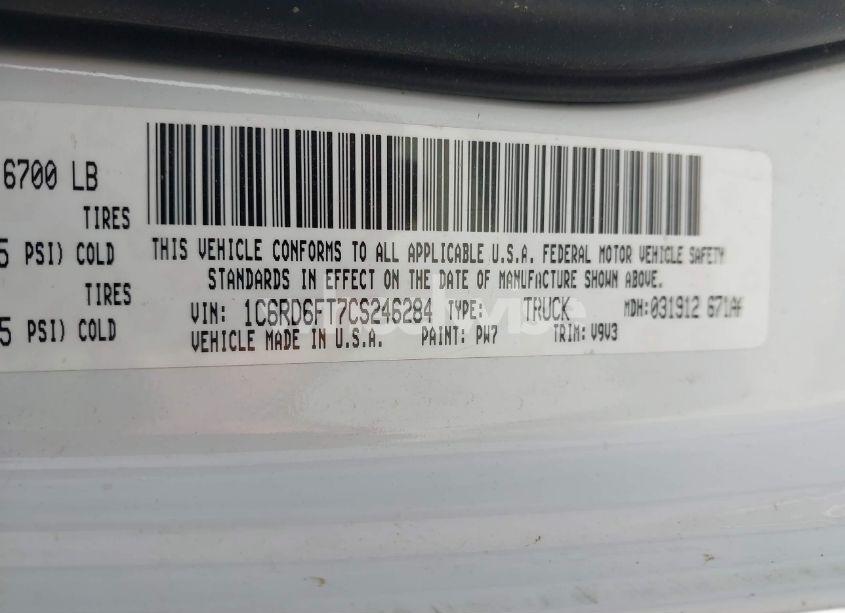 6700 LB
TIRES
5 PSI) COLD
TIRES
5 PSI) COLD
THIS VEHICLE CONFORMS TO ALL APPLICABLE U.S.A. FEDERAL MOTOR VEHICLE SAFETY
STANDARDS IN EFFECT ON THE DATE OF MANUFACTURE SHOWN ABOVE.
VIN: 1C6RD6FT7CS246284 TYPE: TRUCK MDH:031912 671A#
VEHICLE MADE IN U.S.A. PAINT: PW7 TRIM: V9V3